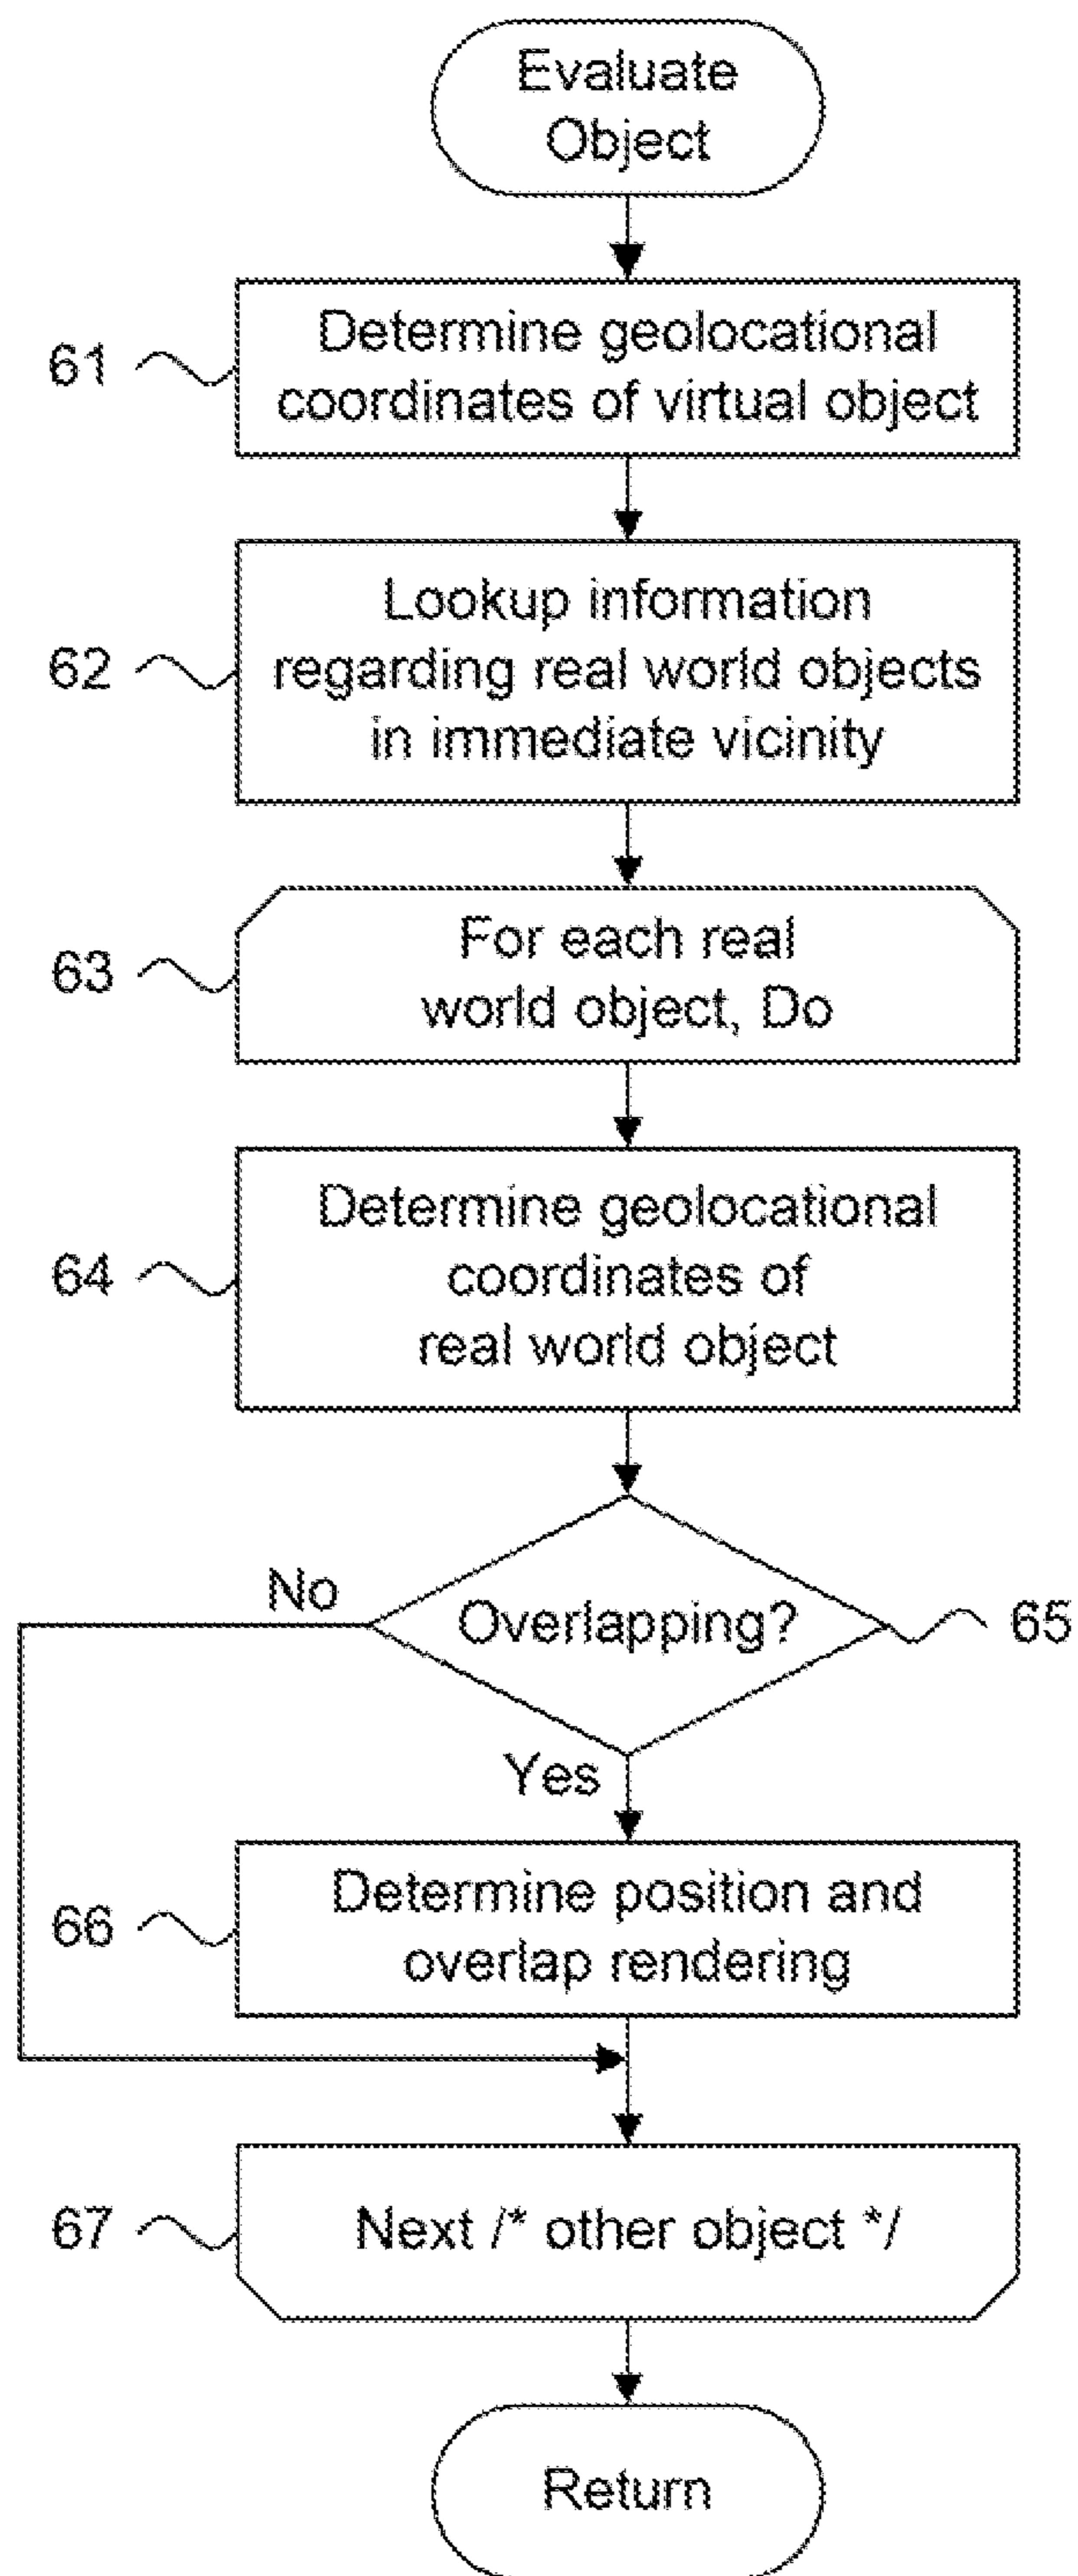 Evaluate
Object
61
Determine geolocational
coordinates of virtual object
62
Lookup information
regarding real world objects
in immediate vicinity
63
For each real
world object, Do
64
Determine geolocational
coordinates of
real world object
No
Overlapping?
65
Yes
66
Determine position and
overlap rendering
67
Next /* other object */
Return